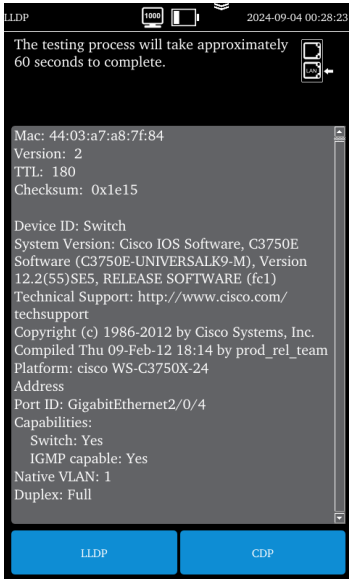 LLDP
1000
2024-09-04 00:28:23
The testing process will take approximately
60 seconds to complete.
LAN
Mac: 44:03:a7:a8:7f:84
Version: 2
TTL: 180
Checksum: 0x1e15
Device ID: Switch
System Version: Cisco IOS
Software, C3750E
Software (C3750E-UNIVERSALK9-M), Version
12.2(55)SE5, RELEASE SOFTWARE (fc1)
Technical Support: http://www.cisco.com/
techsupport
Copyright (c) 1986-2012 by Cisco Systems, Inc.
Compiled Thu 09-Feb-12 18:14 by prod_rel_team
Platform: cisco WS-C3750X-24
Address
Port ID: GigabitEthernet2/0/4
Capabilities:
Switch: Yes
IGMP capable: Yes
Native VLAN: 1
Duplex: Full
LLDP
CDP